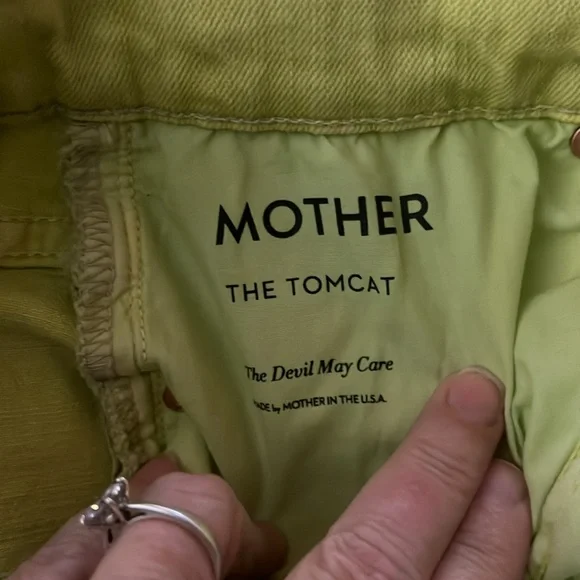 MOTHER
THE TOMCAT
The Devil May Care
MADE by MOTHER IN THE U.S.A.